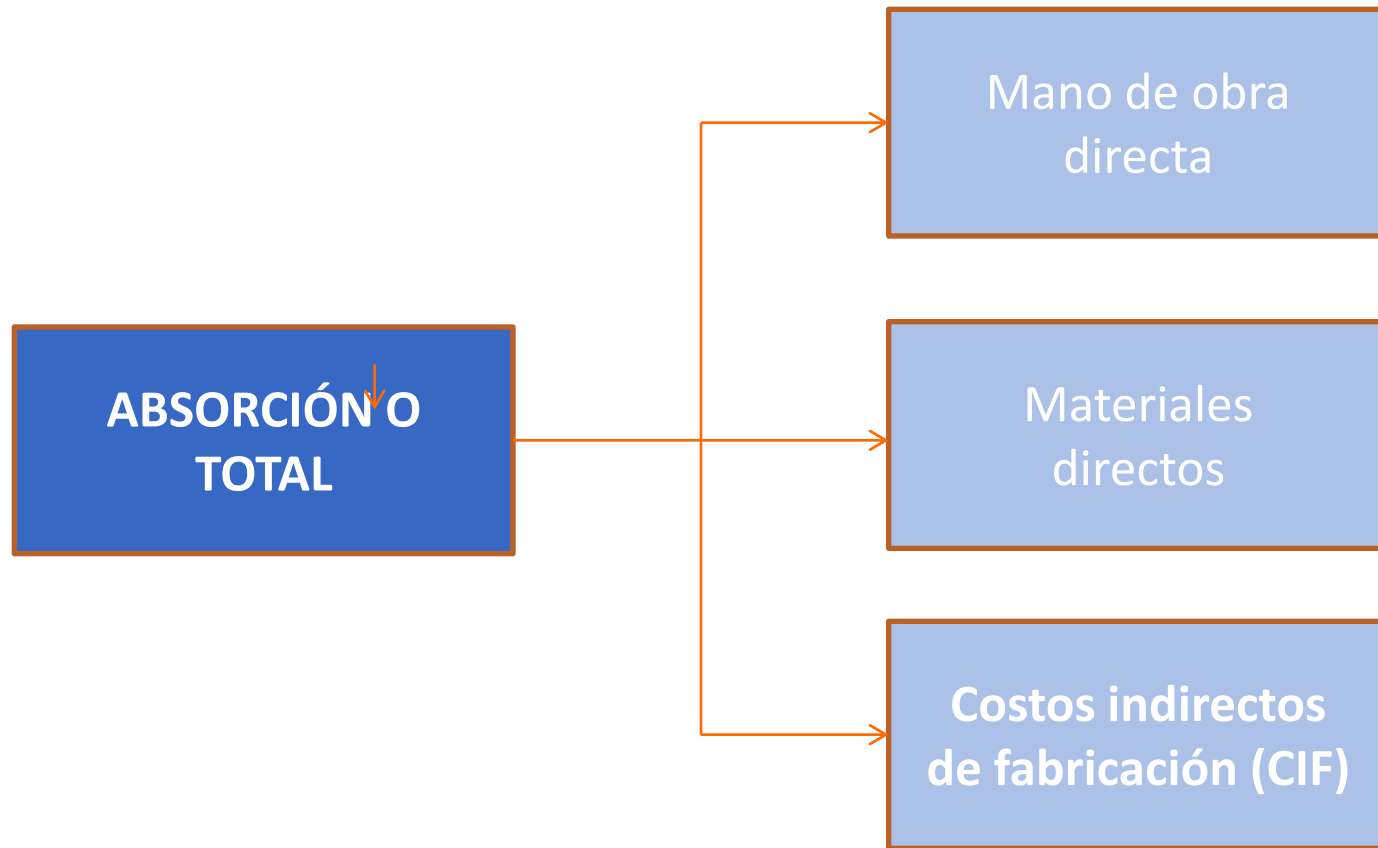 Mano de obra
directa
ABSORCIÓN O
TOTAL
Materiales
directos
Costos indirectos
de fabricación (CIF)